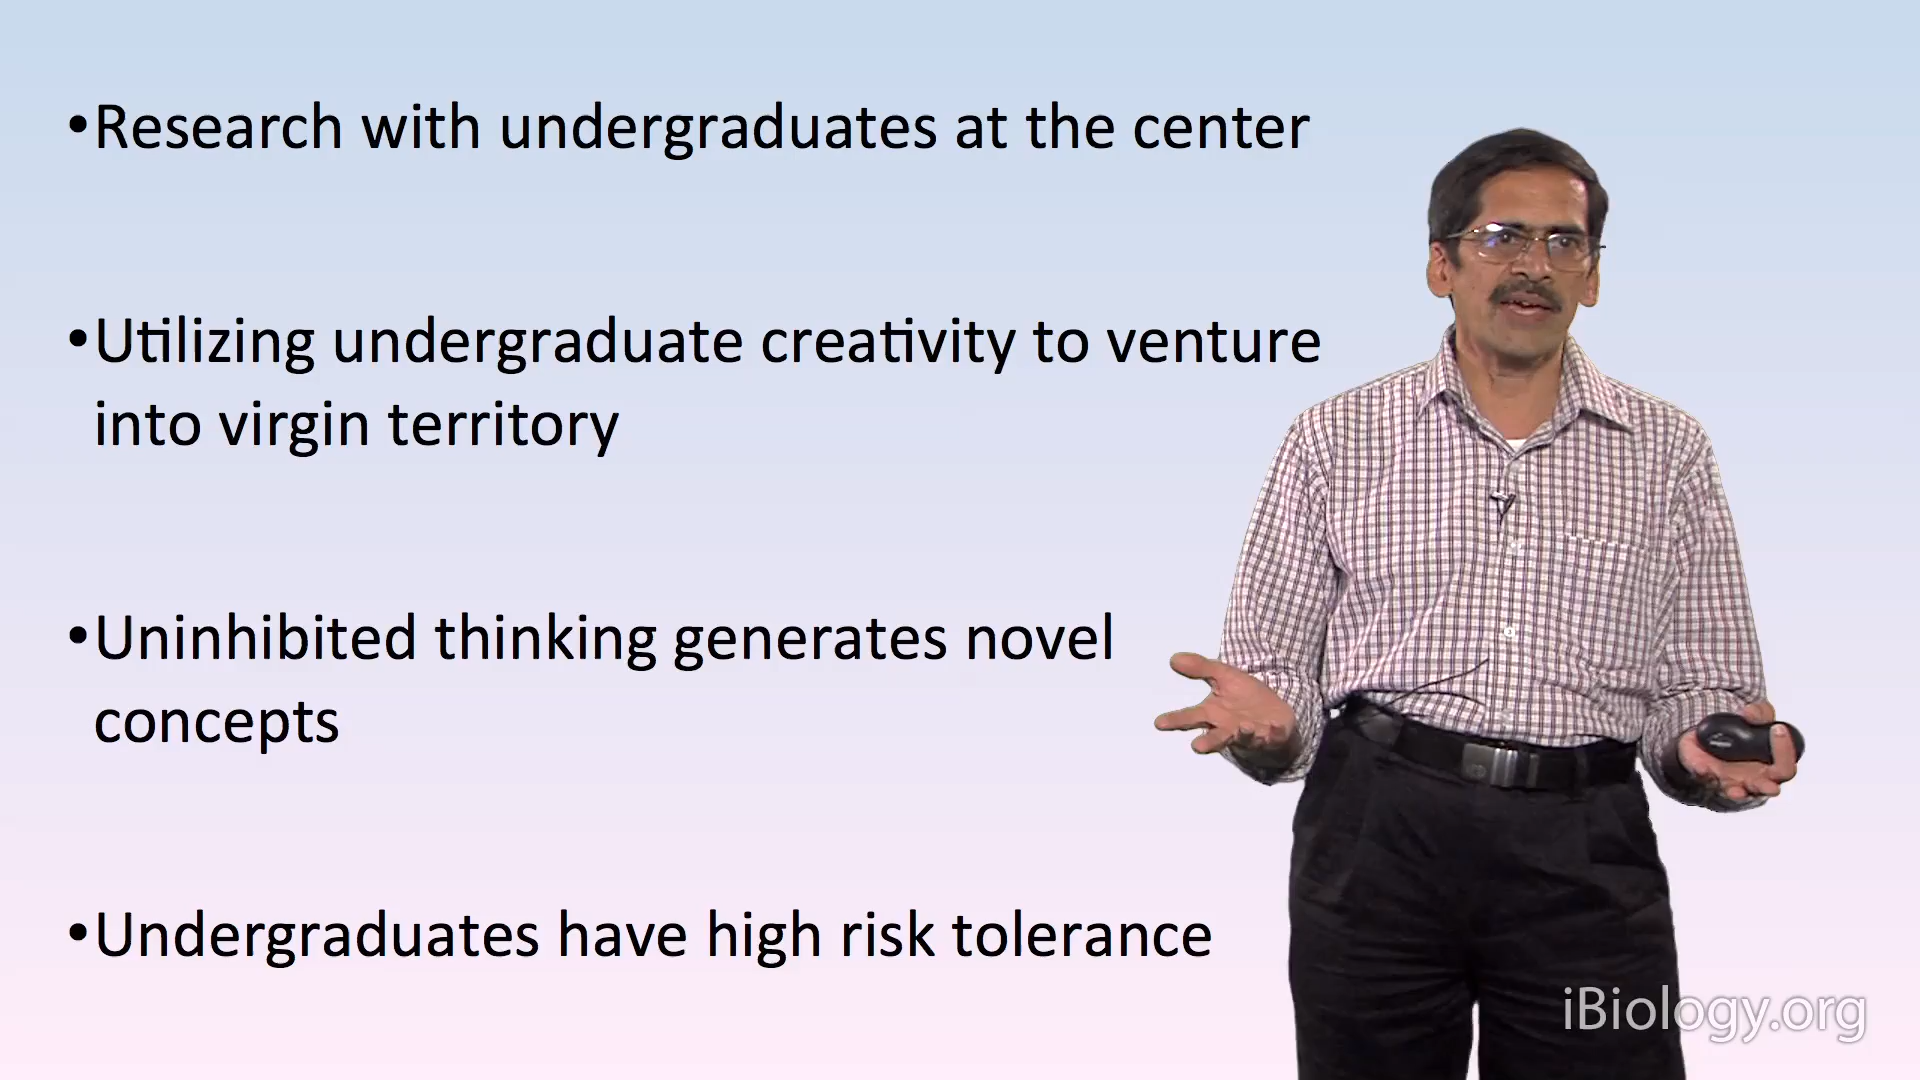 •Research with undergraduates at the center
•Utilizing undergraduate creativity to venture
into virgin territory
•Uninhibited thinking generates novel
concepts
•Undergraduates have high risk tolerance
iBiology.org